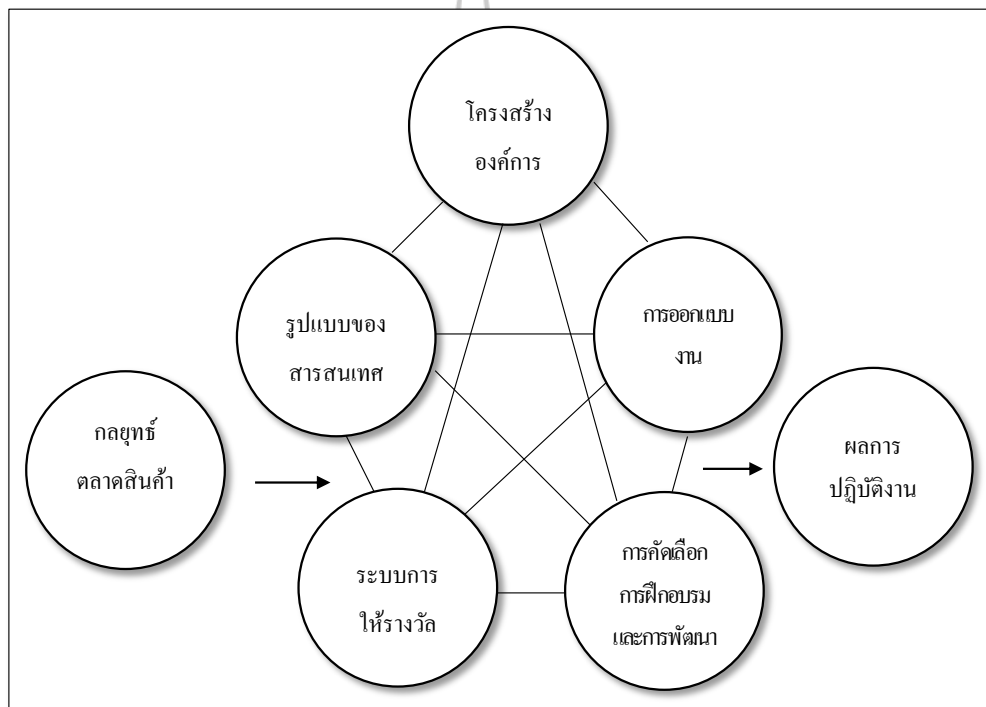 โครงสร้าง
องค์การ
รูปแบบของ
สารสนเทศ
การออกแบบ
งาน
กลยุทธ์
ตลาดสินค้า
ผลการ
ปฏิบัติงาน
ระบบการ
ให้รางวัล
การคัดเลือก
การฝึกอบรม
และการพัฒนา